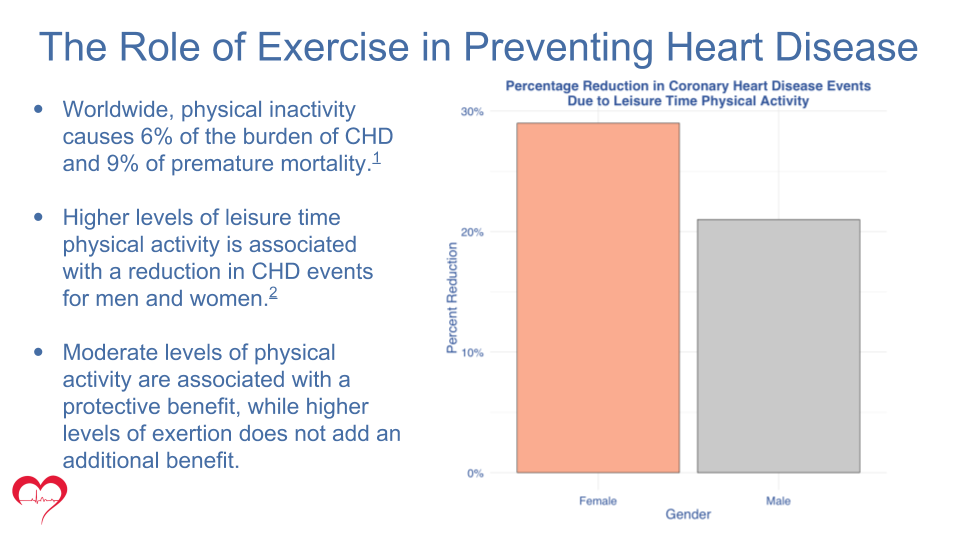 The Role of Exercise in Preventing Heart Disease
• Worldwide, physical inactivity
causes 6% of the burden of CHD
and 9% of premature mortality.1
• Higher levels of leisure time
physical activity is associated
with a reduction in CHD events
for men and women.2
• Moderate levels of physical
activity are associated with a
protective benefit, while higher
levels of exertion does not add an
additional benefit.
Percentage Reduction in Coronary Heart Disease Events
Due to Leisure Time Physical Activity
30%
20%
10%
0%
Percent Reduction
Female
Male
Gender